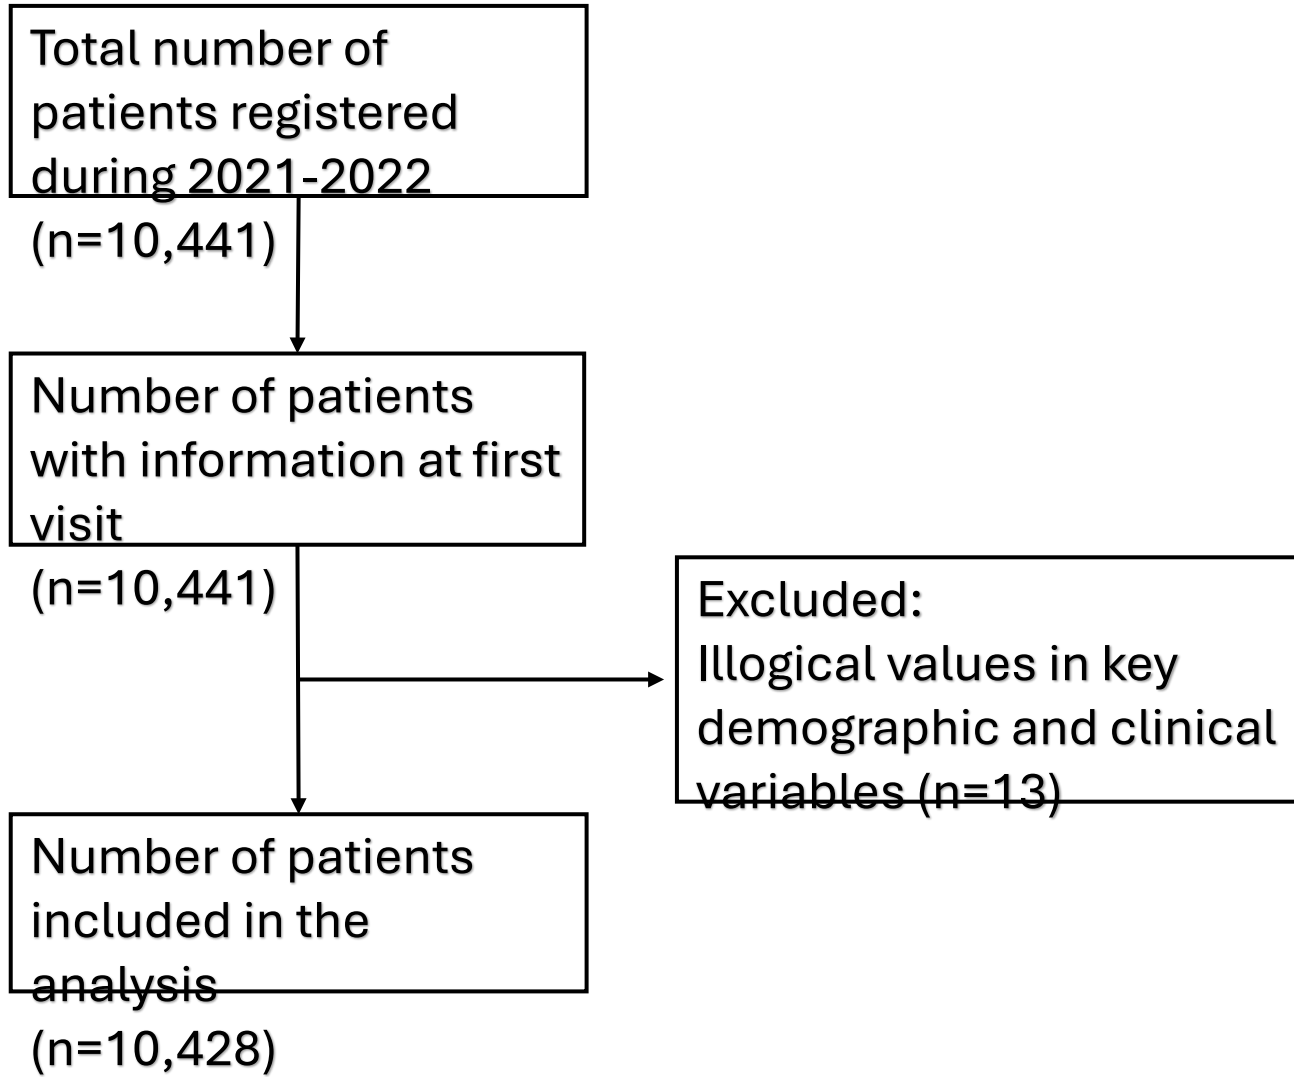 Total number of
patients registered
during 2021-2022
(n=10,441)
Number of patients
with information at first
visit
(n=10,441)
Excluded:
Illogical values in key
demographic and clinical
variables (n=13)
Number of patients
included in the
analysis
(n=10,428)